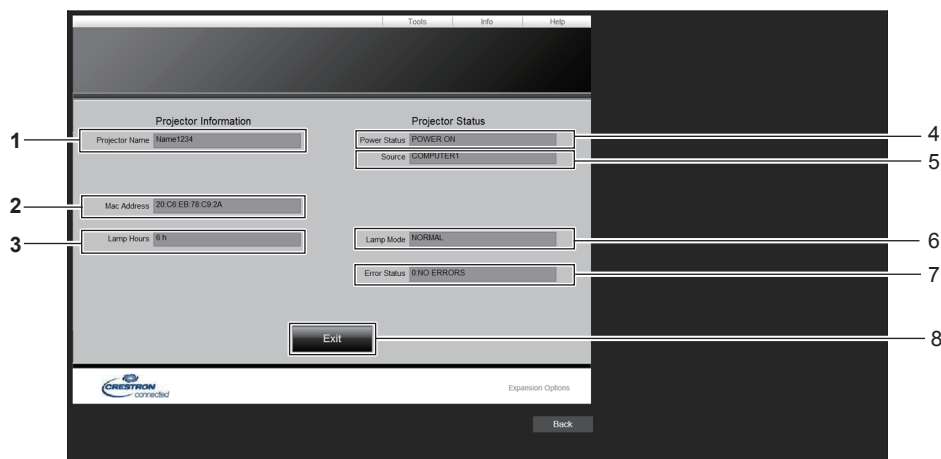 Tools Info Help
Projector Information
Projector Status
1 Projector Name Name1234
Power Status POWER ON 4
Source COMPUTER1 5
2 Mac Address 20:C6:EB:78:C9:2A
3 Lamp Hours 6 h
Lamp Mode NORMAL 6
Error Status 0:NO ERRORS 7
Exit 8
CRESTRON
connected
Expansion Options
Back